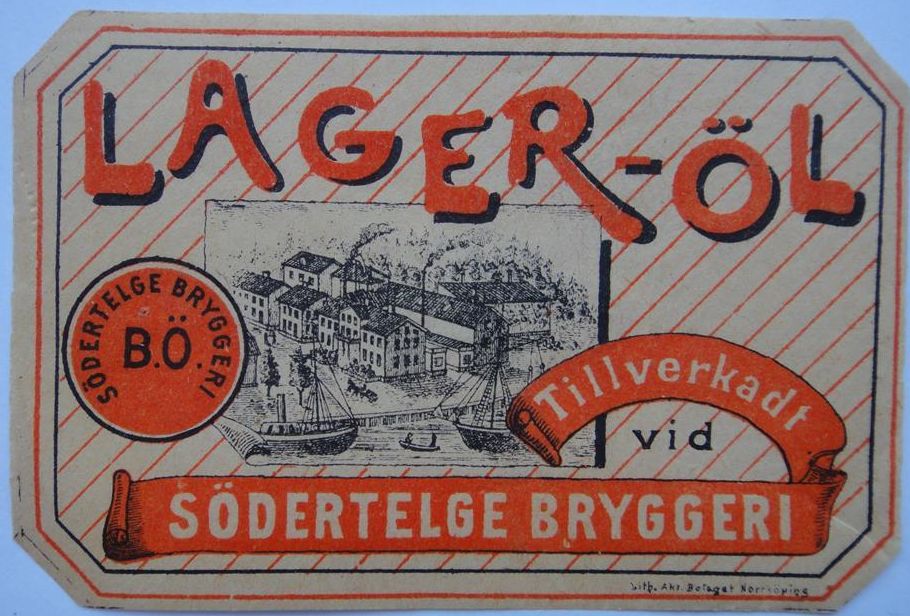 LAGER-ÖL
SÖDERTELGE BRYGGERI
B.Ö.
Tillverkadt
vid
SÖDERTELGE BRYGGERI
Lith. Akt. Bolaget Norrköping